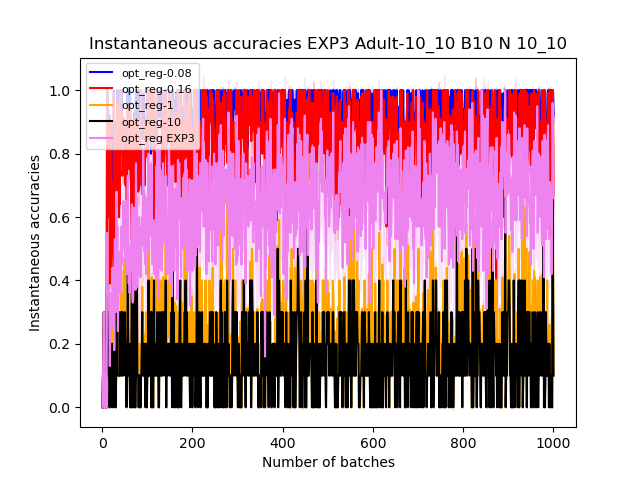 Instantaneous accuracies EXP3 Adult-10_10 B10 N 10_10
opt_reg-0.08
opt_reg-0.16
opt_reg-1
opt_reg-10
opt_reg EXP3
1.0
0.8
0.6
0.4
0.2
0.0
Instantaneous accuracies
0 200 400 600 800 1000
Number of batches